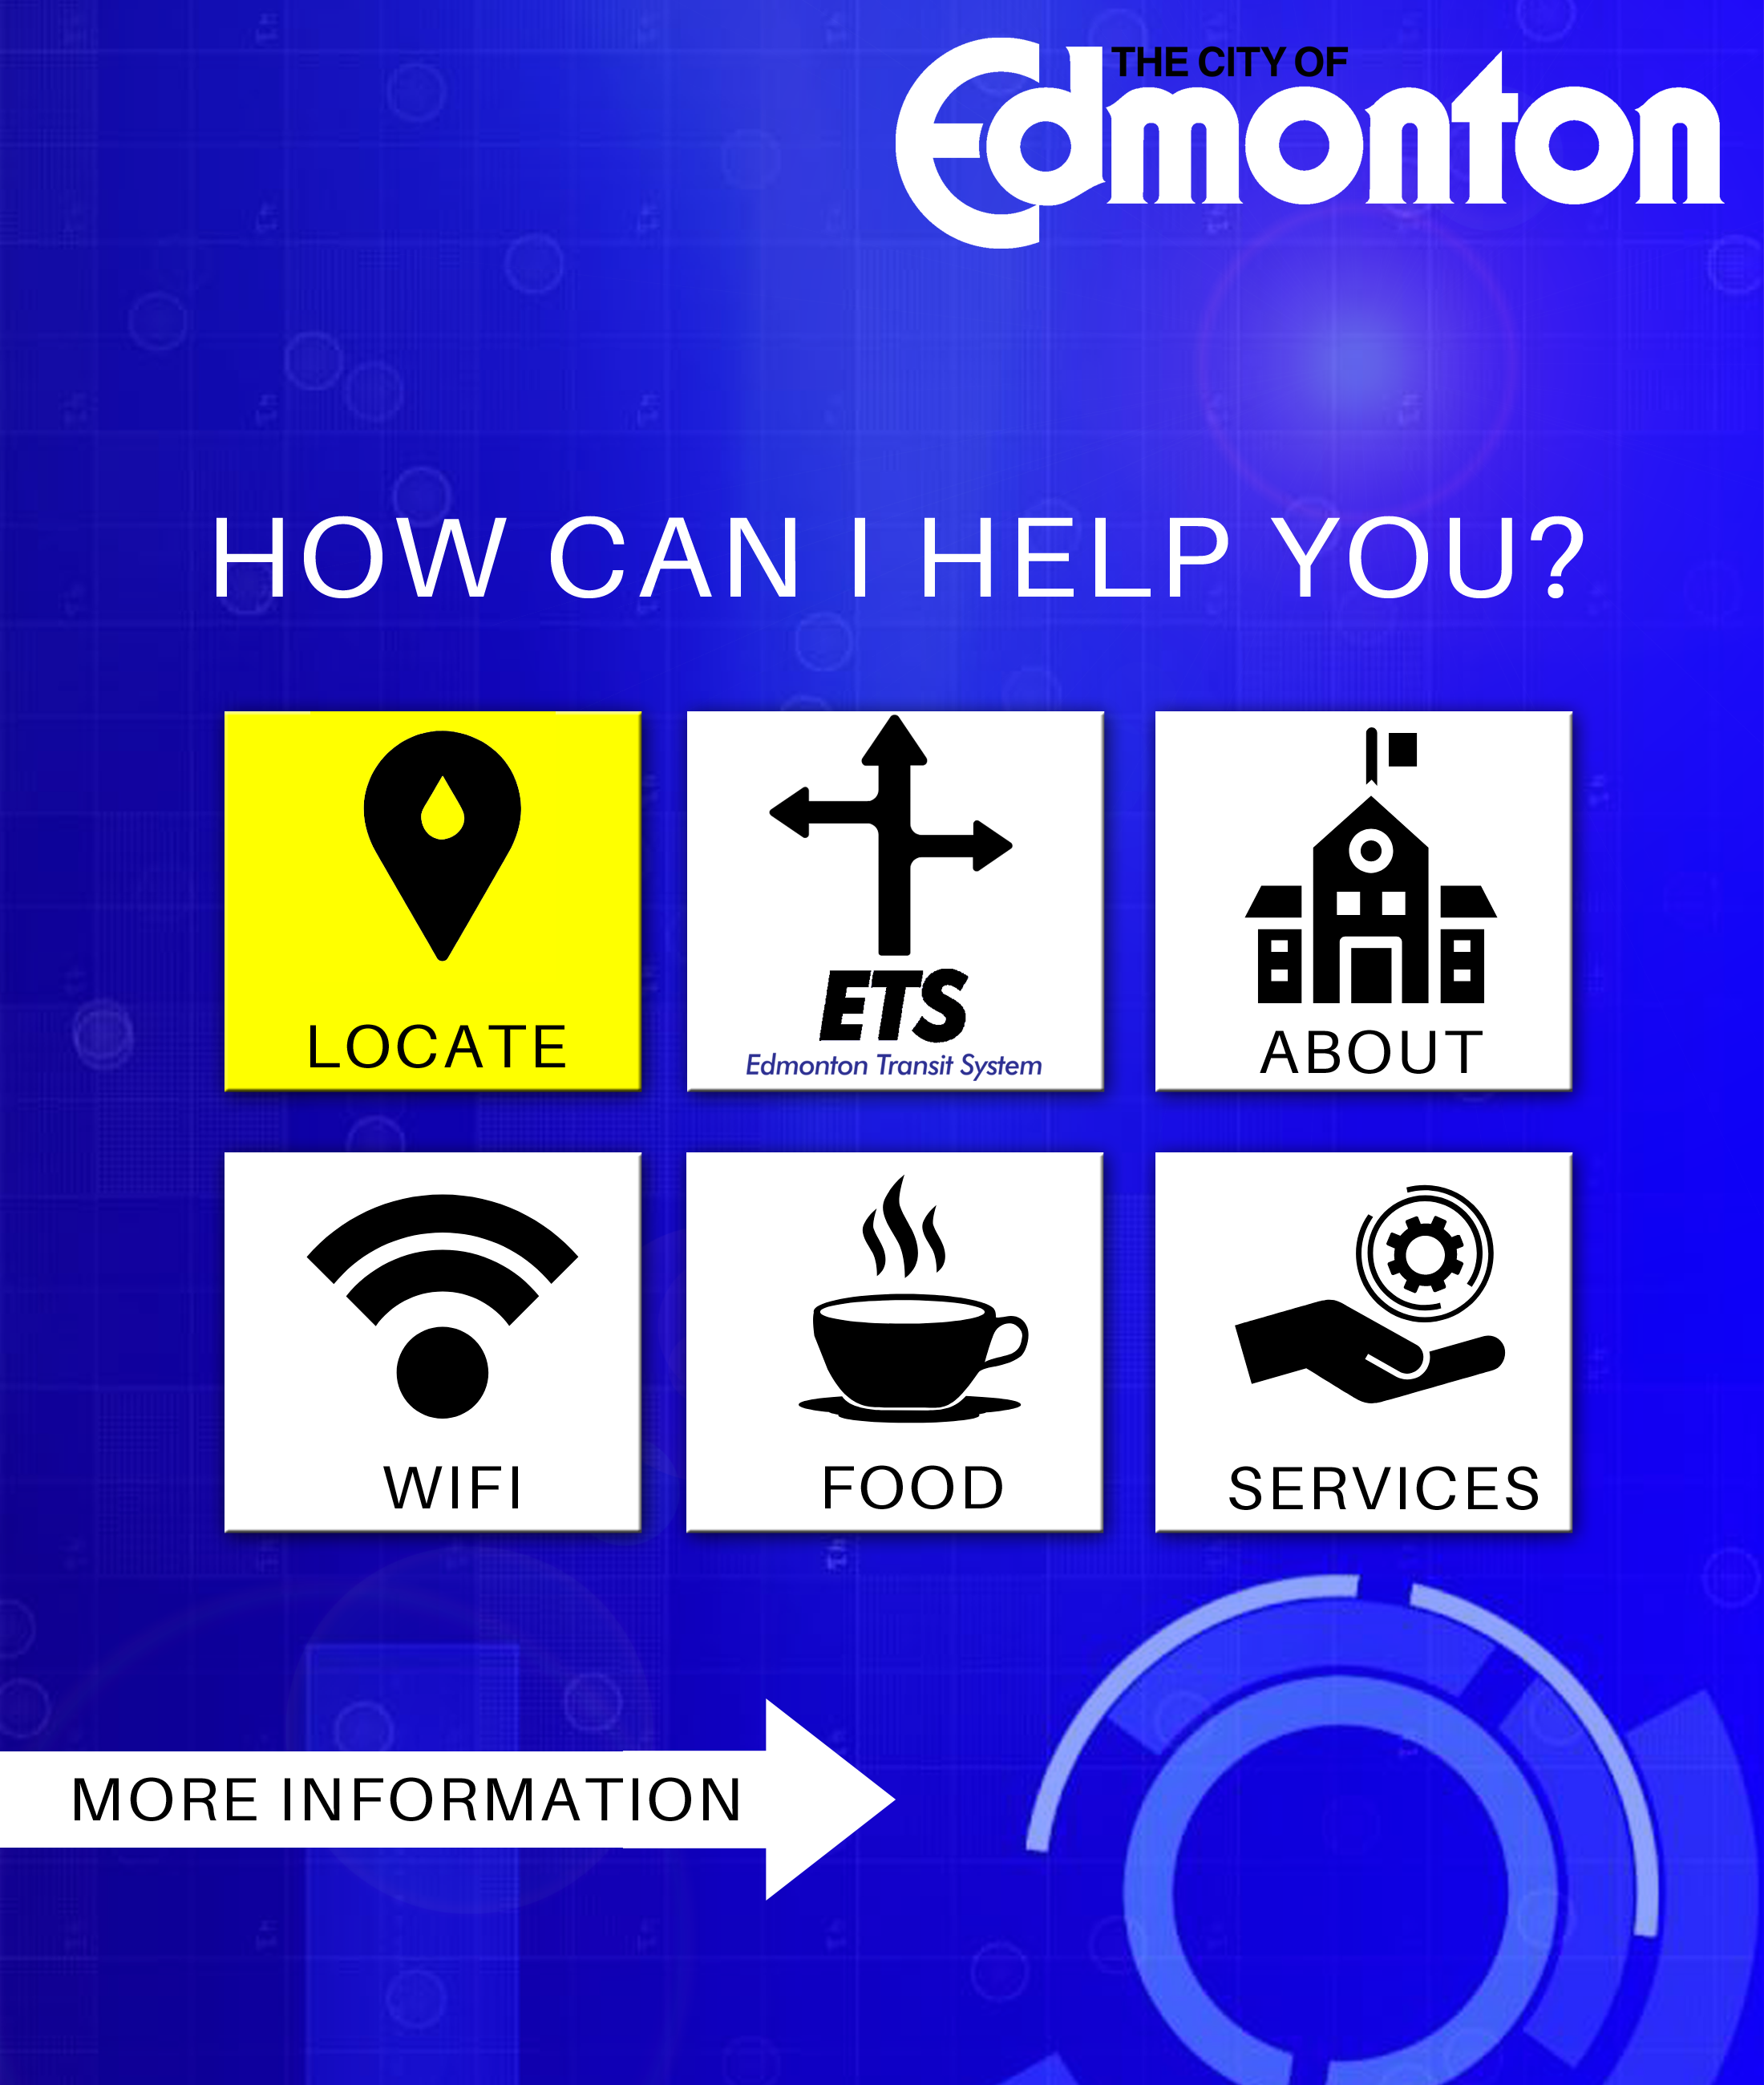 THE CITY OF
Edmonton
HOW CAN I HELP YOU?
LOCATE
ETS
Edmonton Transit System
ABOUT
WIFI
FOOD
SERVICES
MORE INFORMATION